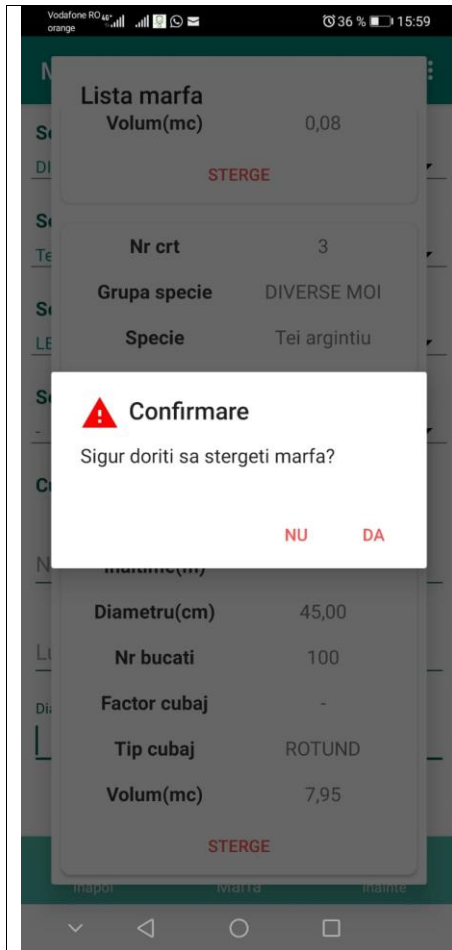 Vodafone RO 4G+
orange
36 % 15:59
Lista marfa
Volum(mc) 0,08
STERGE
Nr crt 3
Grupa specie DIVERSE MOI
Specie Tei argintiu
Confirmare
Sigur doriti sa stergeti marfa?
NU DA
Diametru(cm) 45,00
Nr bucati 100
Factor cubaj -
Tip cubaj ROTUND
Volum(mc) 7,95
STERGE
Inapoi Marfa Inainte